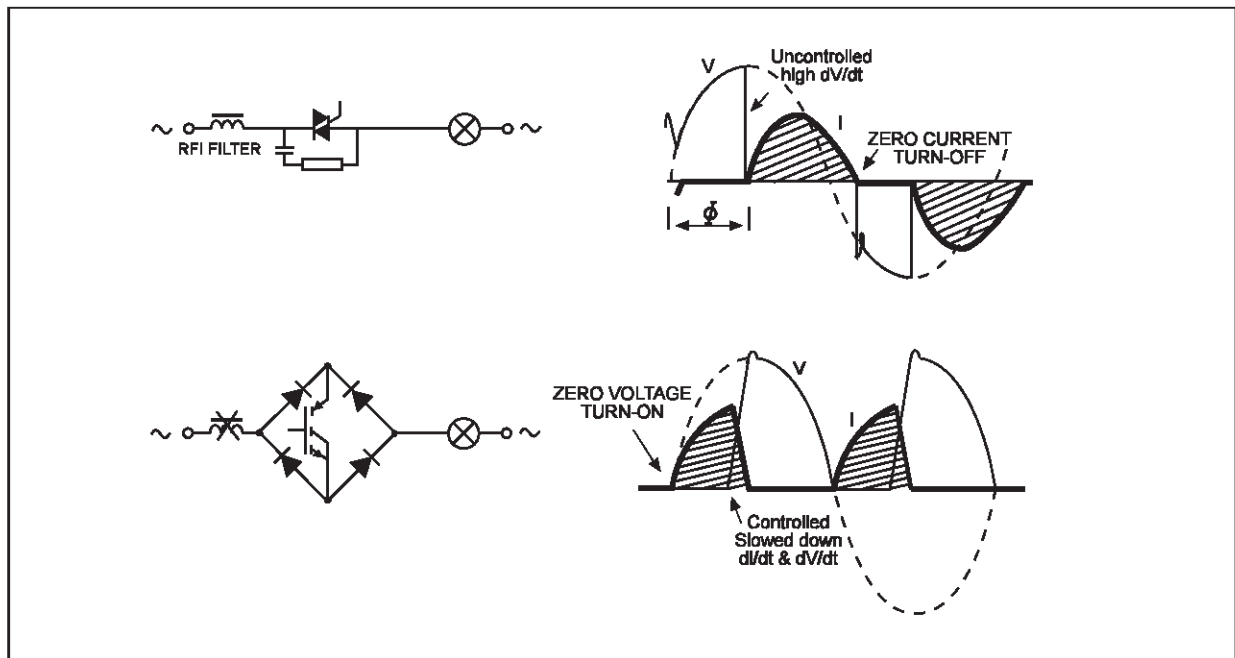 V
Uncontrolled
high dV/dt
I
ZERO CURRENT
TURN-OFF
~
RFI FILTER
~
ϕ
V
ZERO VOLTAGE
TURN-ON
I
~
~
Controlled
Slowed down
dI/dt & dV/dt